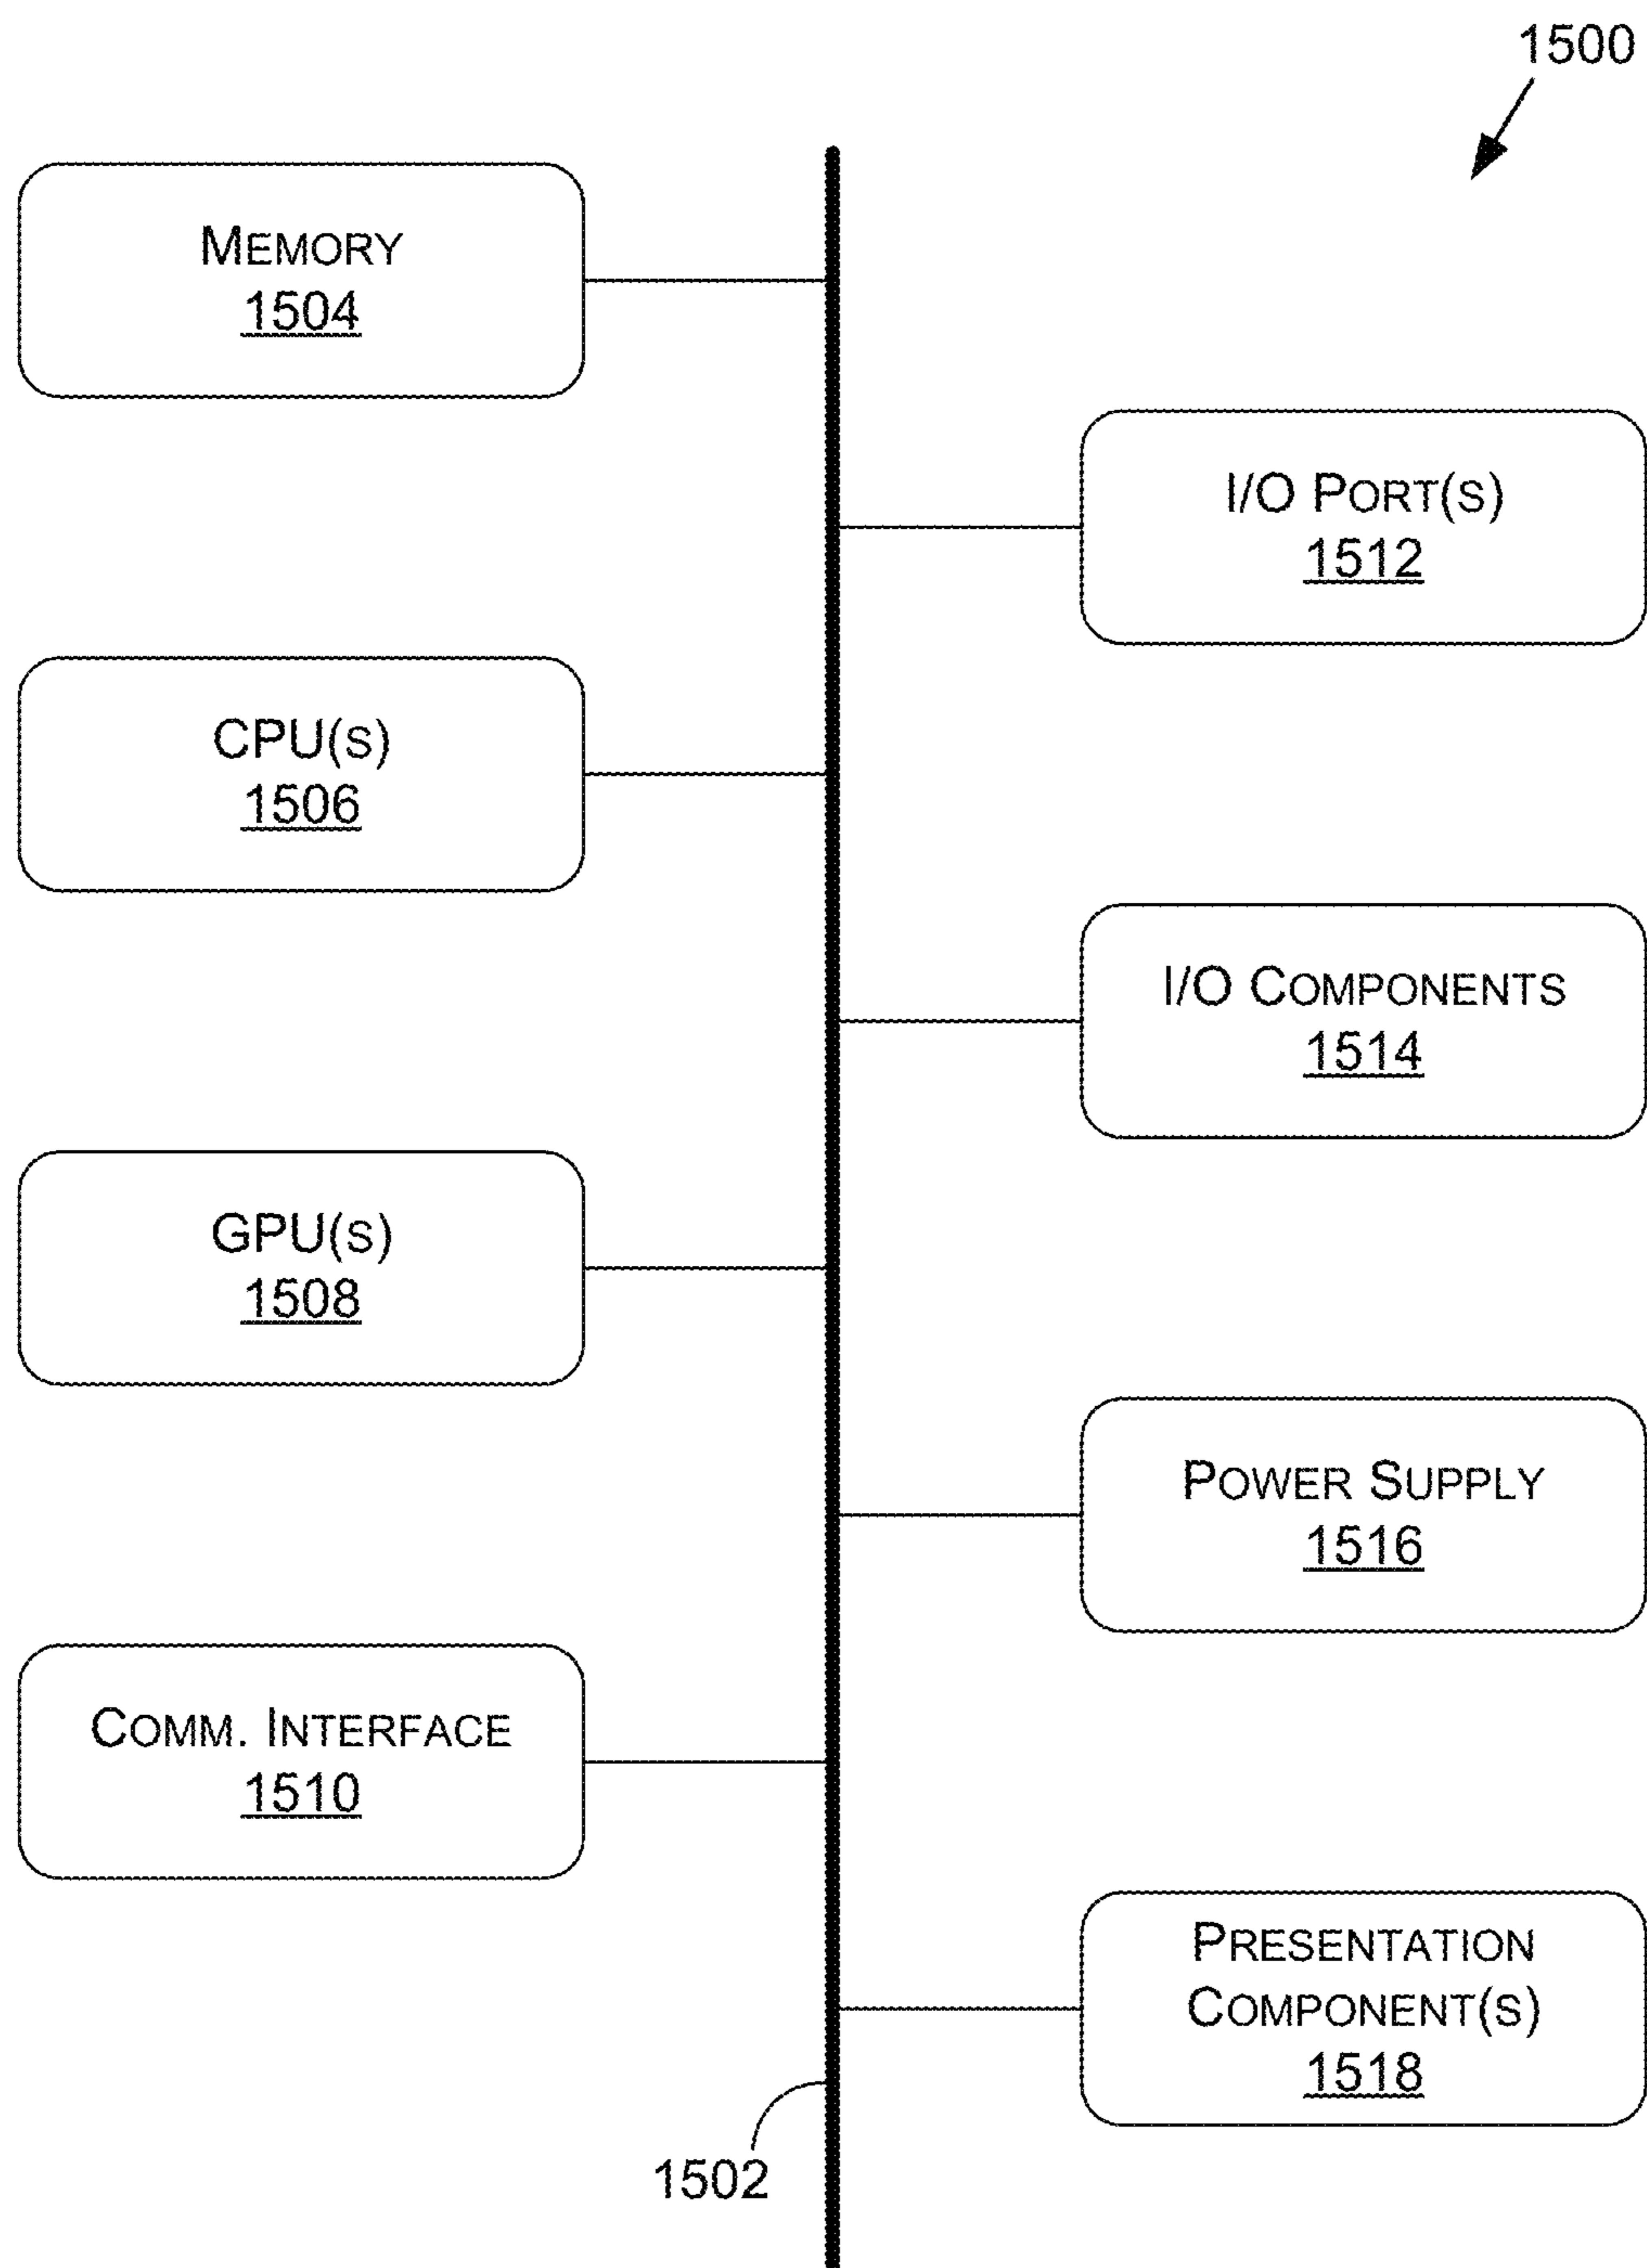 1500
MEMORY
1504
I/O PORT(S)
1512
CPU(S)
1506
I/O COMPONENTS
1514
GPU(S)
1508
POWER SUPPLY
1516
COMM. INTERFACE
1510
PRESENTATION
COMPONENT(S)
1518
1502